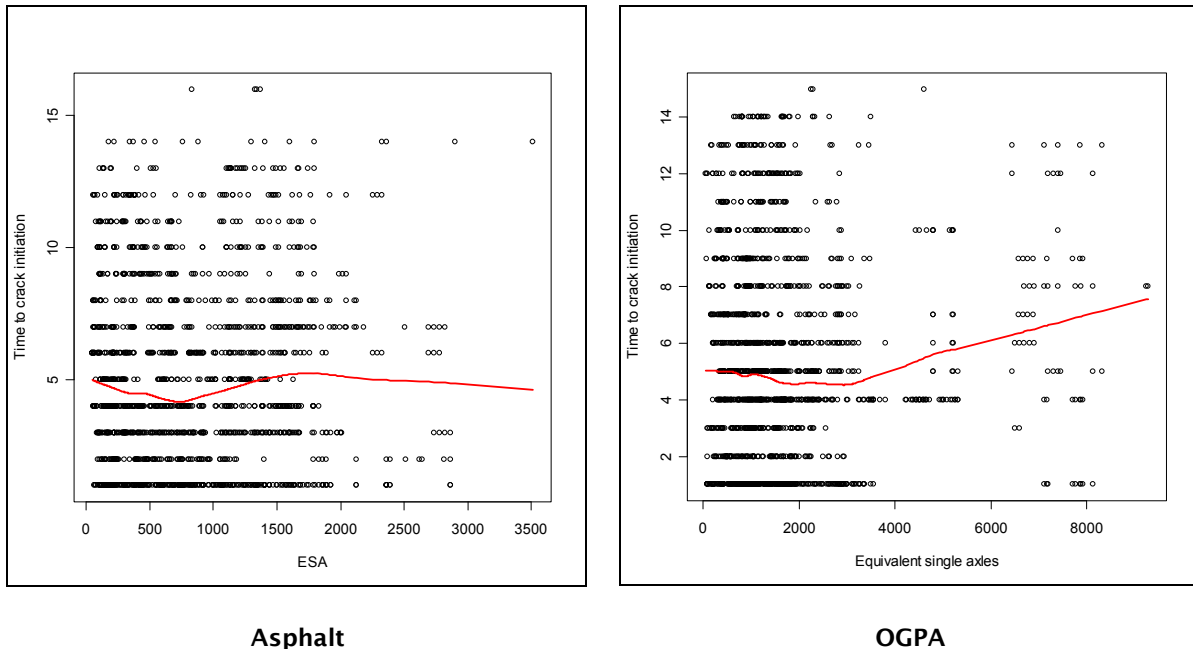 Time to crack initiation
15
10
5
0 500 1000 1500 2000 2500 3000 3500
ESA
Asphalt
Time to crack initiation
14
12
10
8
6
4
2
0 2000 4000 6000 8000
Equivalent single axles
OGPA